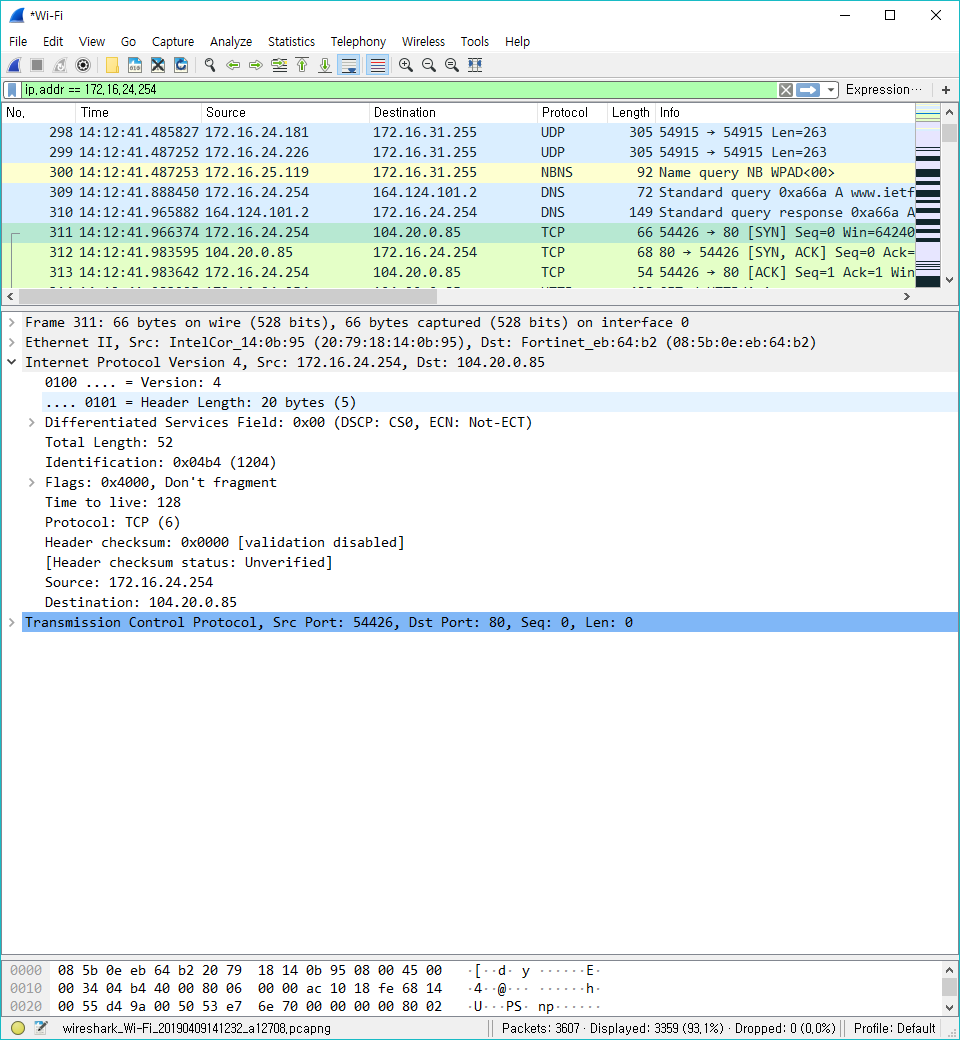 *Wi-Fi
File Edit View Go Capture Analyze Statistics Telephony Wireless Tools Help
ip.addr == 172.16.24.254 Expression… +
No. Time Source Destination Protocol Length Info
298 14:12:41.485827 172.16.24.181 172.16.31.255 UDP 305 54915 → 54915 Len=263
299 14:12:41.487252 172.16.24.226 172.16.31.255 UDP 305 54915 → 54915 Len=263
300 14:12:41.487253 172.16.25.119 172.16.31.255 NBNS 92 Name query NB WPAD<00>
309 14:12:41.888450 172.16.24.254 164.124.101.2 DNS 72 Standard query 0xa66a A www.ietf
310 14:12:41.965882 164.124.101.2 172.16.24.254 DNS 149 Standard query response 0xa66a A
311 14:12:41.966374 172.16.24.254 104.20.0.85 TCP 66 54426 → 80 [SYN] Seq=0 Win=64240
312 14:12:41.983595 104.20.0.85 172.16.24.254 TCP 68 80 → 54426 [SYN, ACK] Seq=0 Ack=
313 14:12:41.983642 172.16.24.254 104.20.0.85 TCP 54 54426 → 80 [ACK] Seq=1 Ack=1 Win
Frame 311: 66 bytes on wire (528 bits), 66 bytes captured (528 bits) on interface 0
Ethernet II, Src: IntelCor_14:0b:95 (20:79:18:14:0b:95), Dst: Fortinet_eb:64:b2 (08:5b:0e:eb:64:b2)
Internet Protocol Version 4, Src: 172.16.24.254, Dst: 104.20.0.85
0100 .... = Version: 4
.... 0101 = Header Length: 20 bytes (5)
Differentiated Services Field: 0x00 (DSCP: CS0, ECN: Not-ECT)
Total Length: 52
Identification: 0x04b4 (1204)
Flags: 0x4000, Don't fragment
Time to live: 128
Protocol: TCP (6)
Header checksum: 0x0000 [validation disabled]
[Header checksum status: Unverified]
Source: 172.16.24.254
Destination: 104.20.0.85
Transmission Control Protocol, Src Port: 54426, Dst Port: 80, Seq: 0, Len: 0
0000 08 5b 0e eb 64 b2 20 79 18 14 0b 95 08 00 45 00 ·[··d· y ······E·
0010 00 34 04 b4 40 00 80 06 00 00 ac 10 18 fe 68 14 ·4··@··· ······h·
0020 00 55 d4 9a 00 50 53 e7 6e 70 00 00 00 00 80 02 ·U···PS· np······
wireshark_Wi-Fi_20190409141232_a12708.pcapng Packets: 3607 · Displayed: 3359 (93.1%) · Dropped: 0 (0.0%) Profile: Default